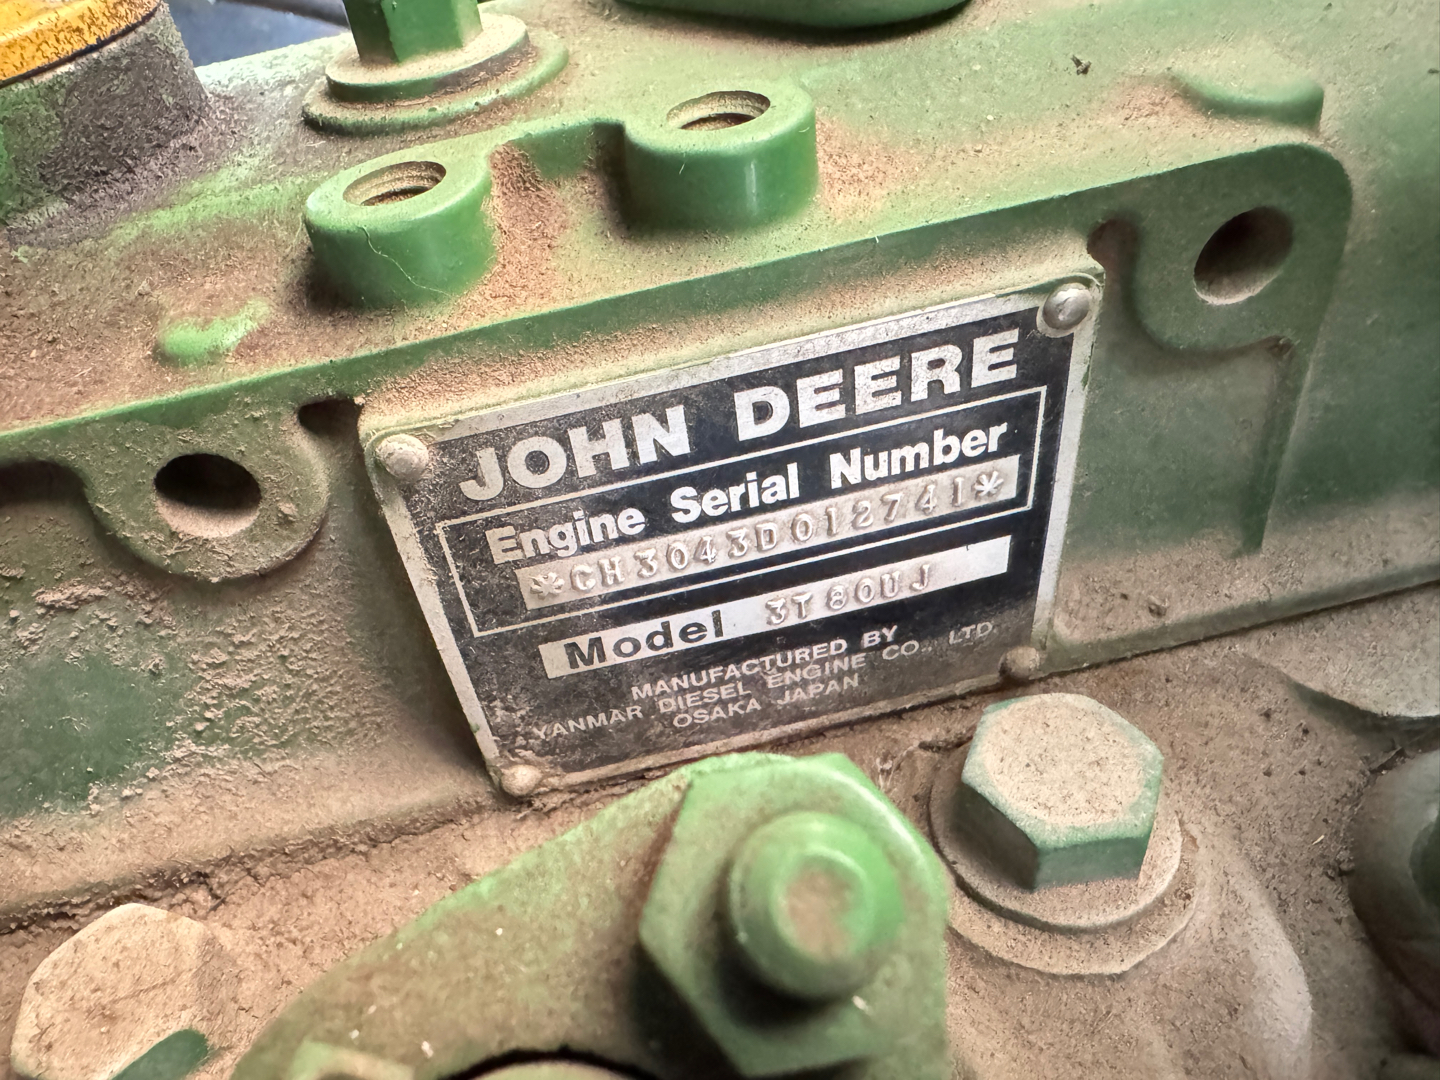 JOHN DEERE
Engine Serial Number
*CH3043D012741*
Model 3T80UJ
MANUFACTURED BY
YANMAR DIESEL ENGINE CO., LTD.
OSAKA JAPAN